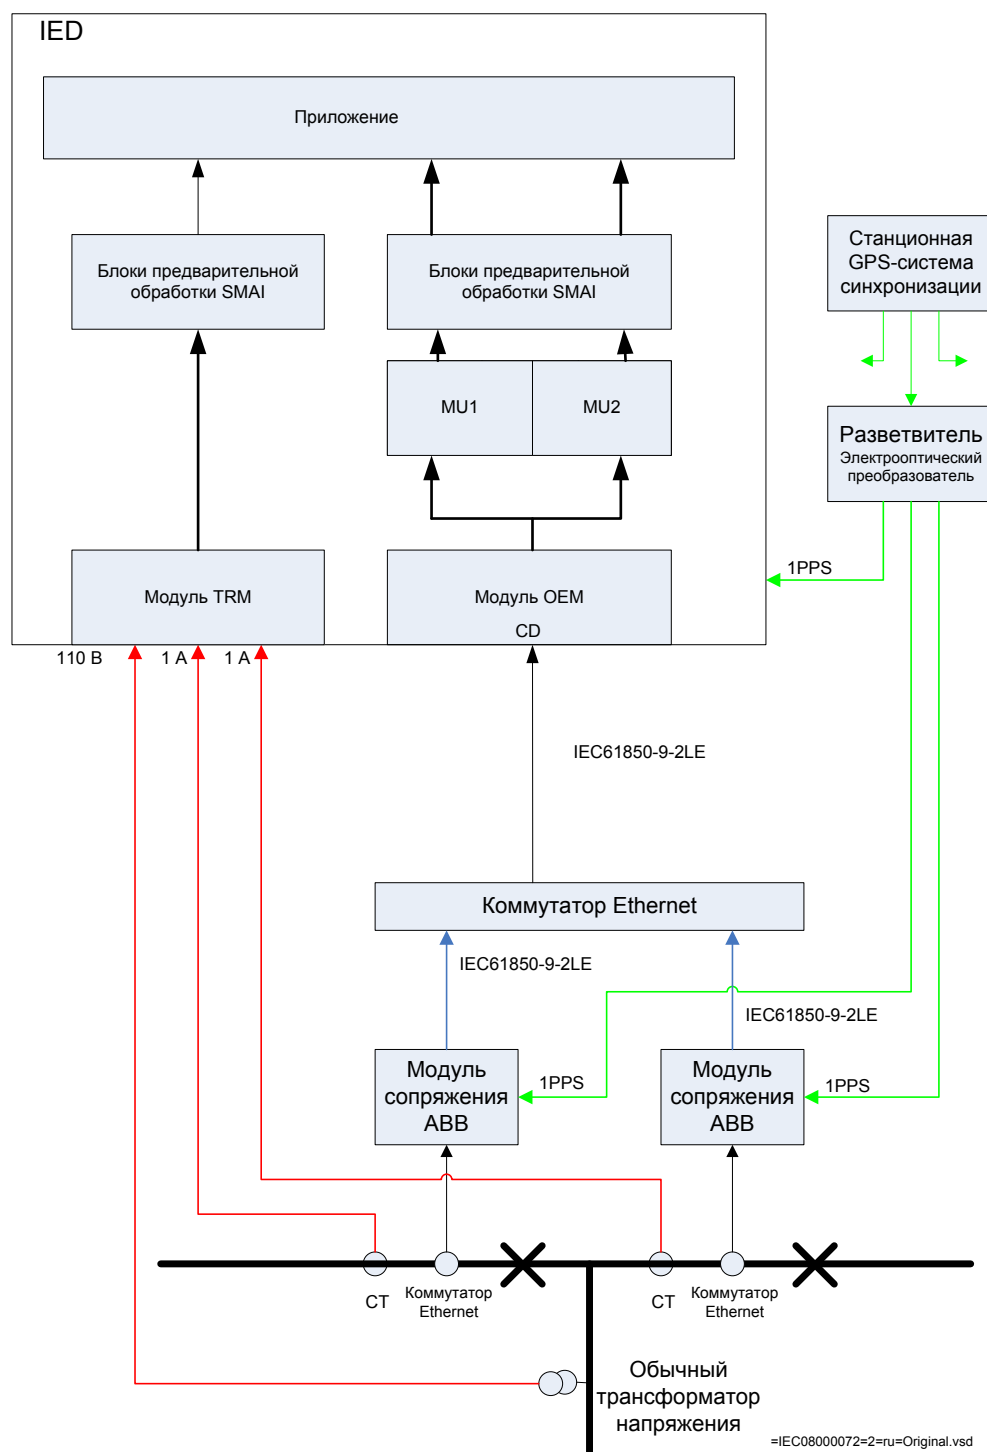 IED
Приложение
Блоки предварительной
обработки SMAI
Блоки предварительной
обработки SMAI
Станционная
GPS-система
синхронизации
MU1
MU2
Разветвитель
Электрооптический
преобразователь
1PPS
Модуль TRM
Модуль OEM
CD
110 В
1 А
1 А
IEC61850-9-2LE
Коммутатор Ethernet
IEC61850-9-2LE
IEC61850-9-2LE
Модуль
сопряжения
ABB
1PPS
Модуль
сопряжения
ABB
1PPS
CT
Коммутатор
Ethernet
CT
Коммутатор
Ethernet
Обычный
трансформатор
напряжения
=IEC08000072=2=ru=Original.vsd